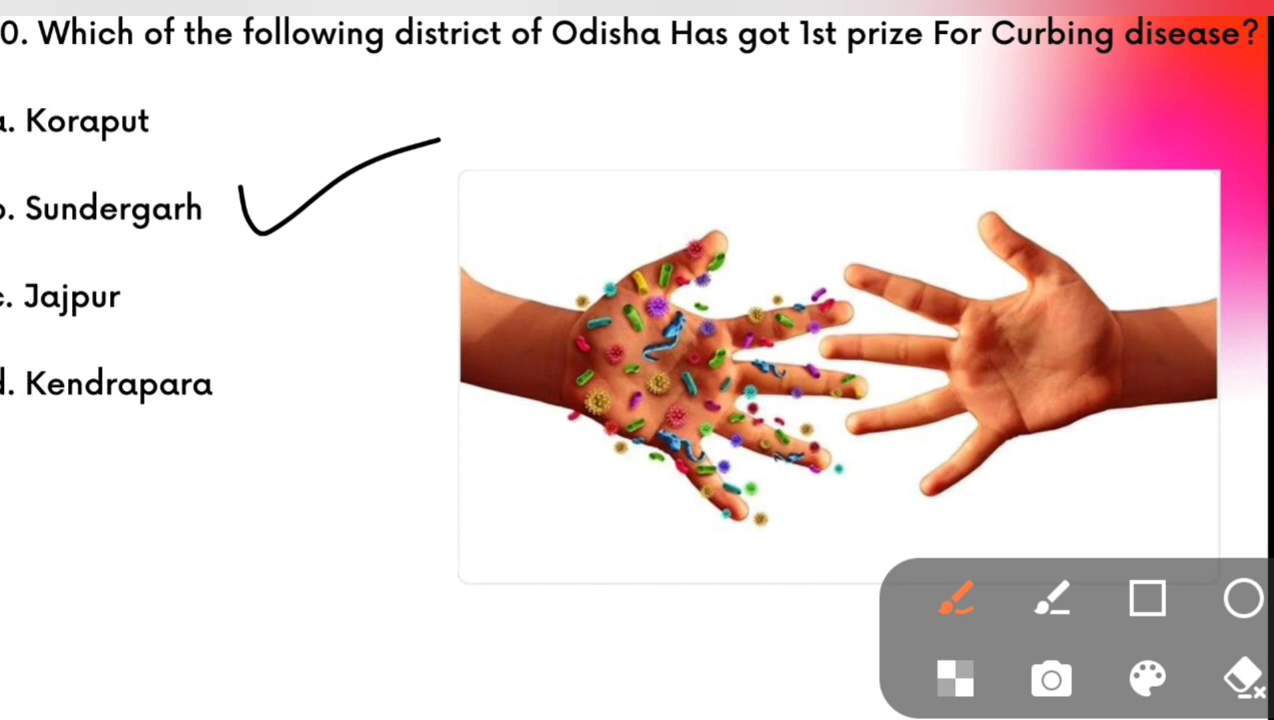 0. Which of the following district of Odisha Has got 1st prize For Curbing disease?
a. Koraput
b. Sundergarh
c. Jajpur
d. Kendrapara